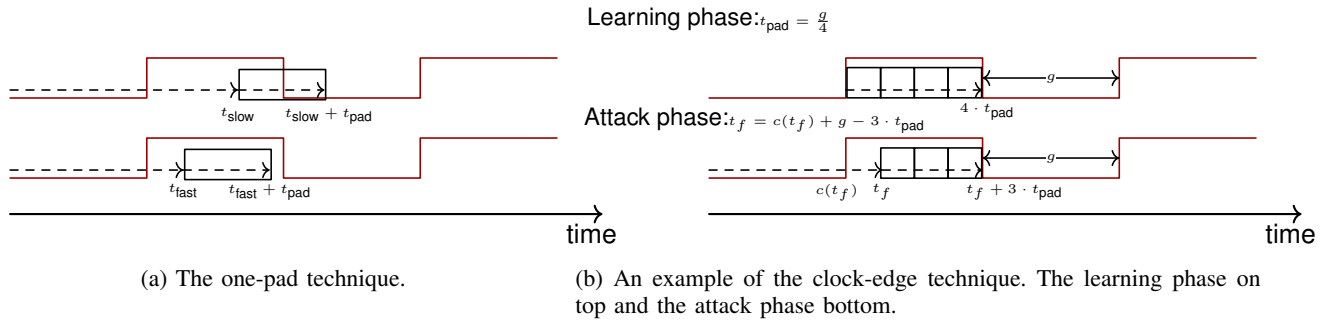 Learning phase:t_pad = g/4
g
t_slow t_slow + t_pad
4 · t_pad
Attack phase:t_f = c(t_f) + g − 3 · t_pad
g
t_fast t_fast + t_pad
c(t_f) t_f t_f + 3 · t_pad
time
time
(a) The one-pad technique.
(b) An example of the clock-edge technique. The learning phase on
top and the attack phase bottom.